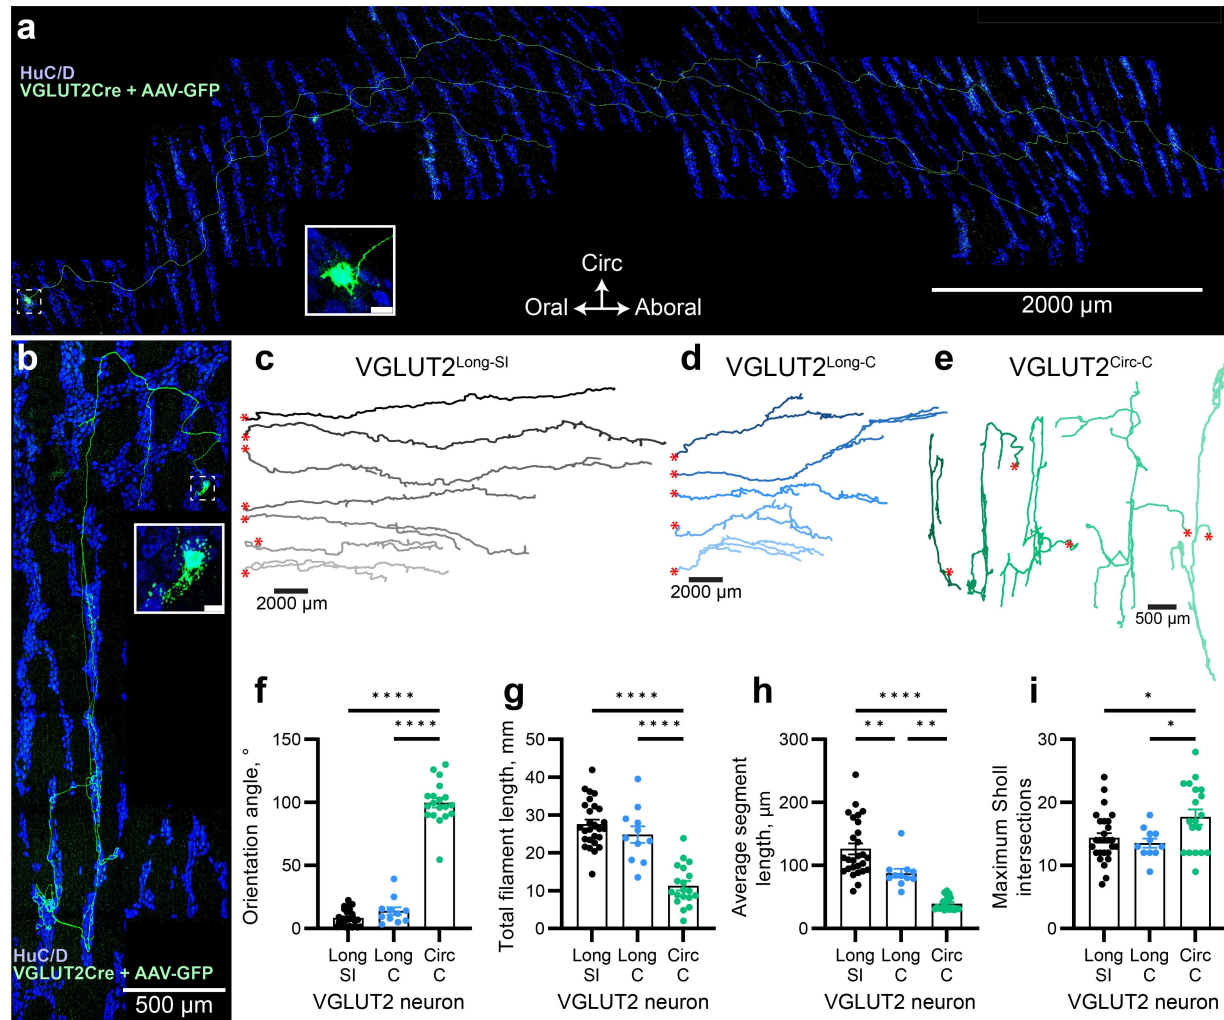 a
HuC/D
VGLUT2Cre + AAV-GFP
Circ
Oral
Aboral
2000 µm
b
HuC/D
VGLUT2Cre + AAV-GFP
500 µm
c
VGLUT2Long-SI
*
*
*
*
*
*
*
2000 µm
d
VGLUT2Long-C
*
*
*
*
*
2000 µm
e
VGLUT2Circ-C
*
*
*
*
*
500 µm
f
****
****
Orientation angle, °
150
100
50
0
Long SI
Long C
Circ C
VGLUT2 neuron
g
****
****
Total filament length, mm
50
40
30
20
10
0
Long SI
Long C
Circ C
VGLUT2 neuron
h
****
**
**
Average segment
length, µm
300
200
100
0
Long SI
Long C
Circ C
VGLUT2 neuron
i
*
*
Maximum Sholl
intersections
30
20
10
0
Long SI
Long C
Circ C
VGLUT2 neuron